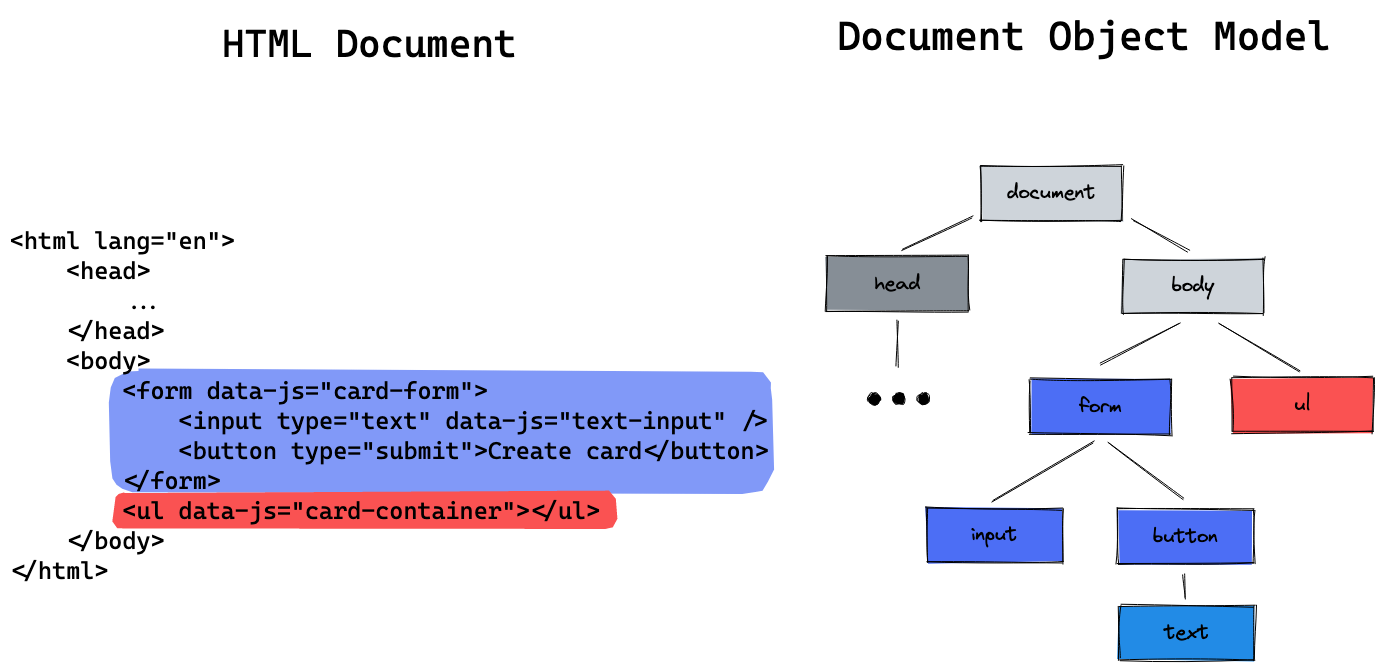 HTML Document
<html lang="en">
<head>
...
</head>
<body>
<form data-js="card-form">
<input type="text" data-js="text-input" />
<button type="submit">Create card</button>
</form>
<ul data-js="card-container"></ul>
</body>
</html>
Document Object Model
document
head
body
form
ul
input
button
text